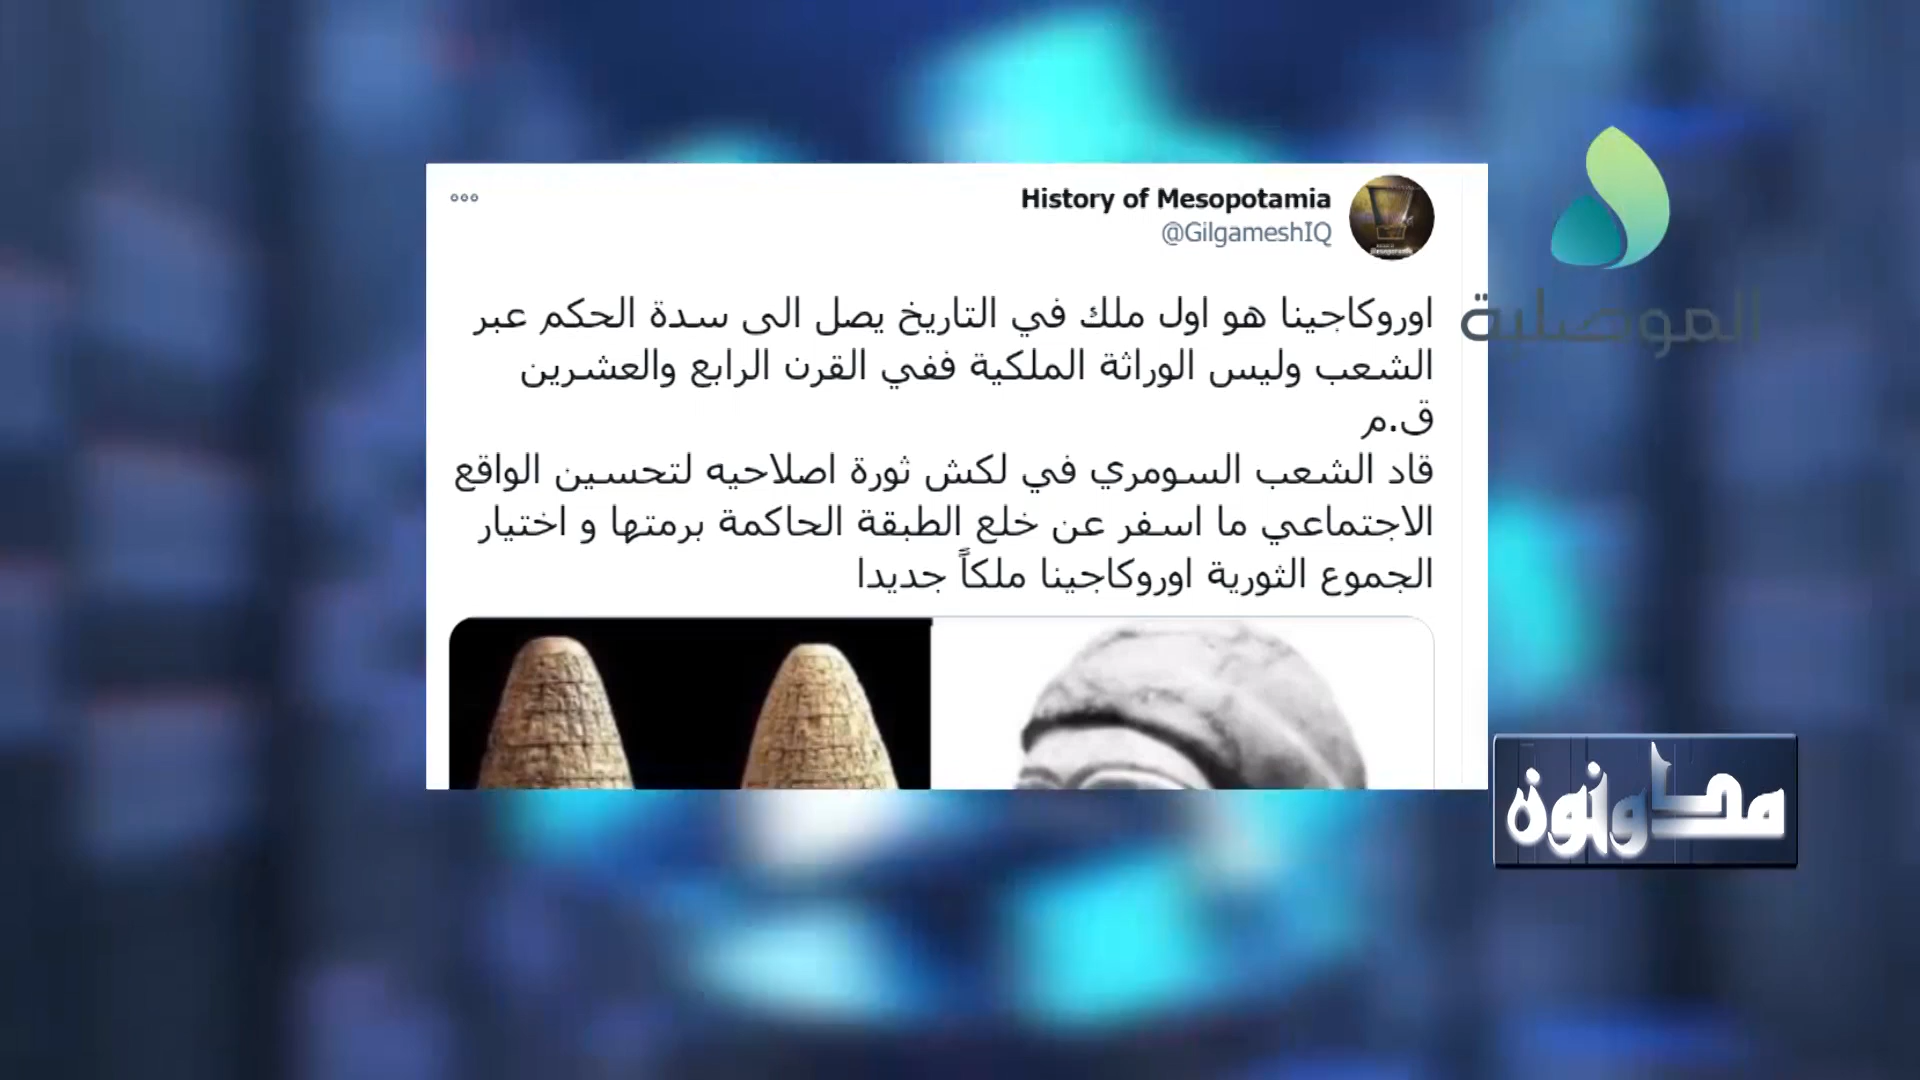 History of Mesopotamia
@GilgameshIQ
اوروكاجينا هو اول ملك في التاريخ يصل الى سدة الحكم عبر
الشعب وليس الوراثة الملكية ففي القرن الرابع والعشرين
ق.م
قاد الشعب السومري في لكش ثورة اصلاحيه لتحسين الواقع
الاجتماعي ما اسفر عن خلع الطبقة الحاكمة برمتها و اختيار
الجموع الثورية اوروكاجينا ملكاً جديدا
الموصلية